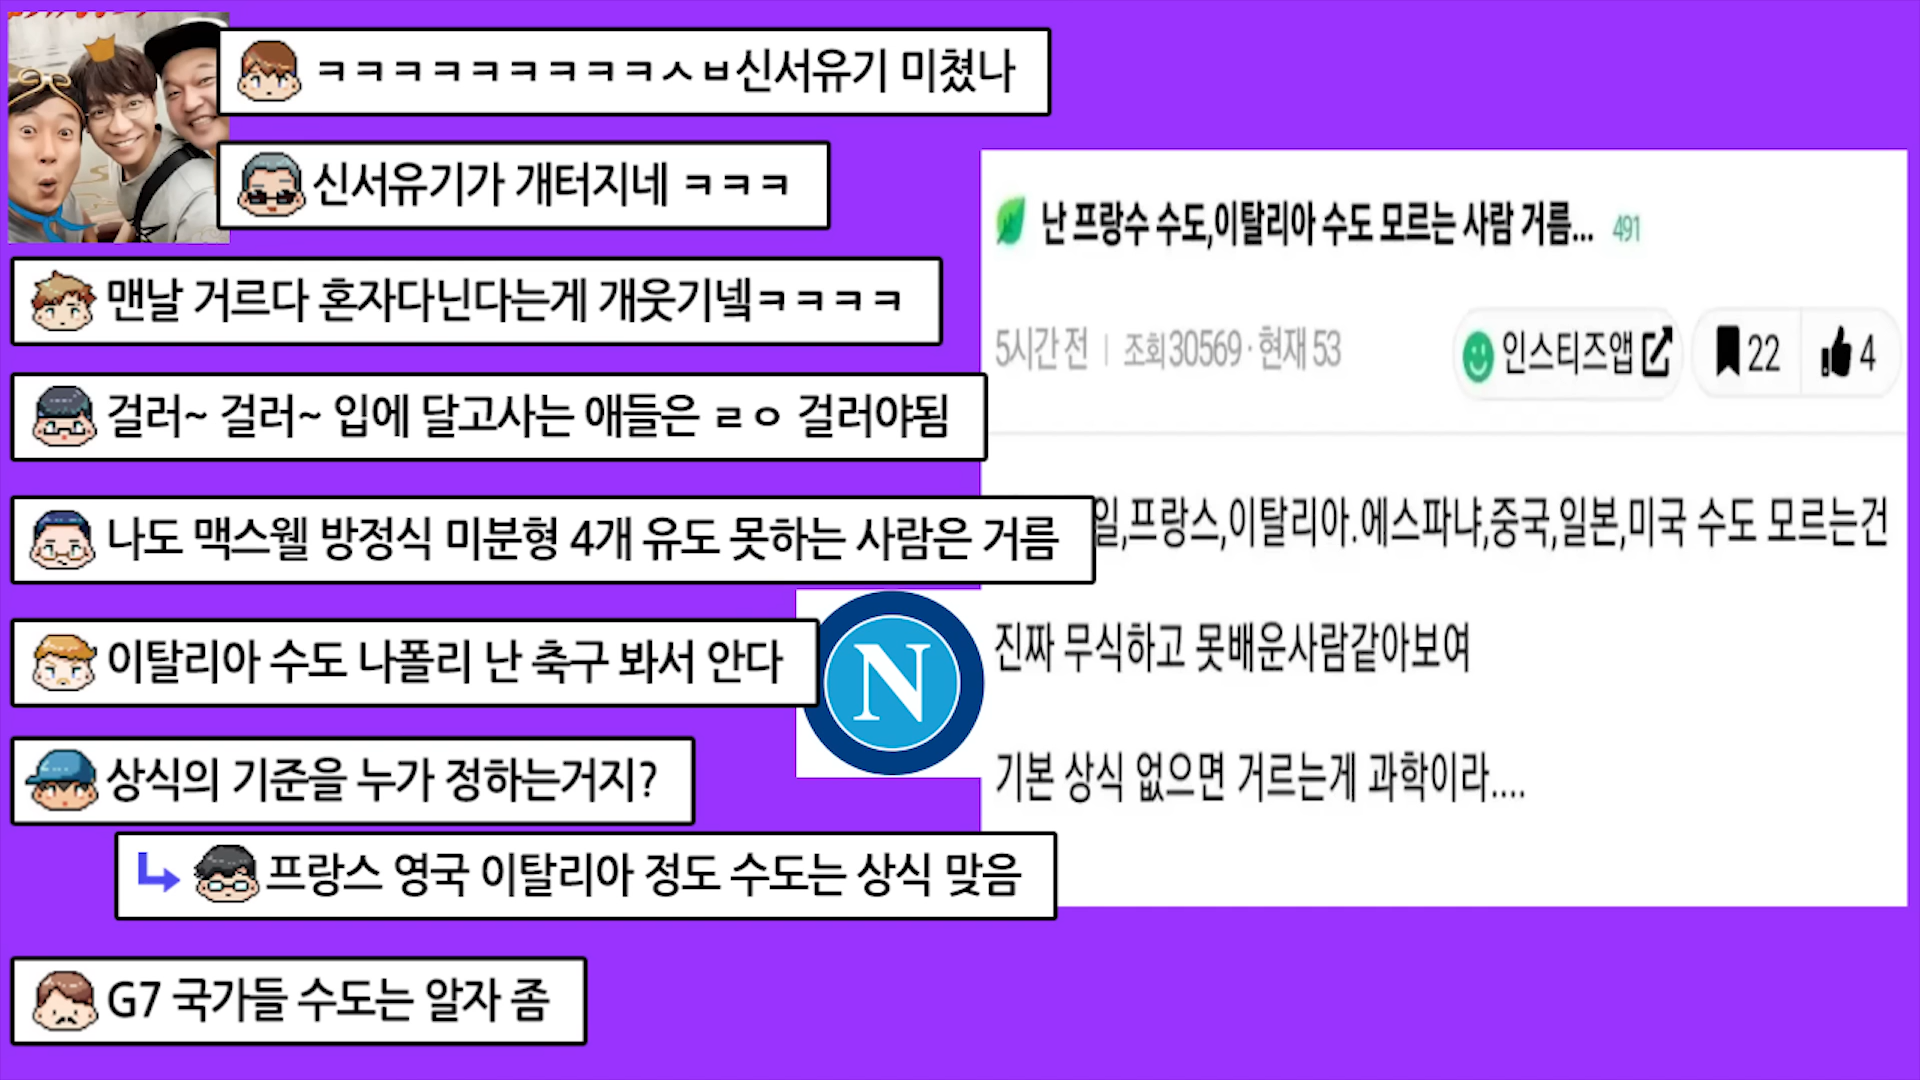 ㅋㅋㅋㅋㅋㅋㅋㅋㅋㅅㅂ신서유기 미쳤나
신서유기가 개터지네 ㅋㅋㅋ
맨날 거르다 혼자다닌다는게 개웃기넼ㅋㅋㅋㅋ
걸러~ 걸러~ 입에 달고사는 애들은 ㄹㅇ 걸러야됨
나도 맥스웰 방정식 미분형 4개 유도 못하는 사람은 거름
이탈리아 수도 나폴리 난 축구 봐서 안다
N
상식의 기준을 누가 정하는거지?
프랑스 영국 이탈리아 정도 수도는 상식 맞음
G7 국가들 수도는 알자 좀
난 프랑수 수도,이탈리아 수도 모르는 사람 거름... 491
5시간 전 | 조회 30569 · 현재 53
인스티즈앱 22 4
일,프랑스,이탈리아.에스파냐,중국,일본,미국 수도 모르는건
진짜 무식하고 못배운사람같아보여
기본 상식 없으면 거르는게 과학이라....